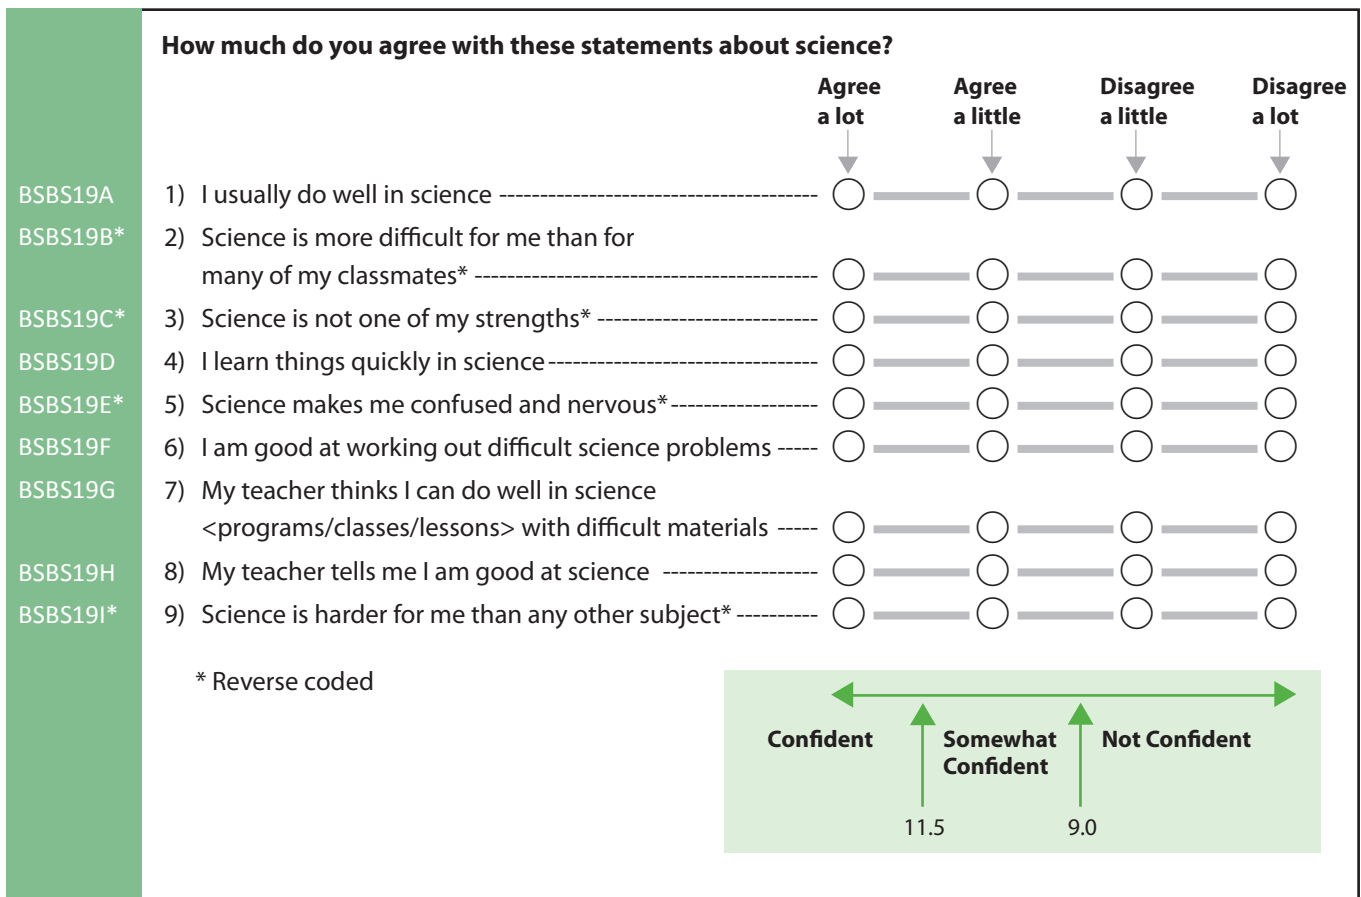 How much do you agree with these statements about science?
Agree a lot
Agree a little
Disagree a little
Disagree a lot
BSBS19A 1) I usually do well in science
BSBS19B* 2) Science is more difficult for me than for
many of my classmates*
BSBS19C* 3) Science is not one of my strengths*
BSBS19D 4) I learn things quickly in science
BSBS19E* 5) Science makes me confused and nervous*
BSBS19F 6) I am good at working out difficult science problems
BSBS19G 7) My teacher thinks I can do well in science
<programs/classes/lessons> with difficult materials
BSBS19H 8) My teacher tells me I am good at science
BSBS19I* 9) Science is harder for me than any other subject*
* Reverse coded
Confident
Somewhat Confident
Not Confident
11.5
9.0